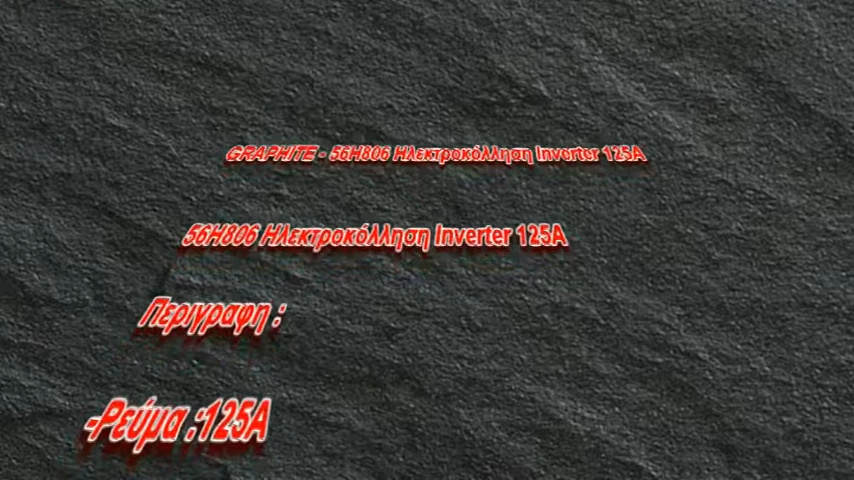 GRAPHITE - 56H806 Ηλεκτροκόλληση Inverter 125A
56H806 Ηλεκτροκόλληση Inverter 125A
Περιγραφη :
-Ρεύμα :125A